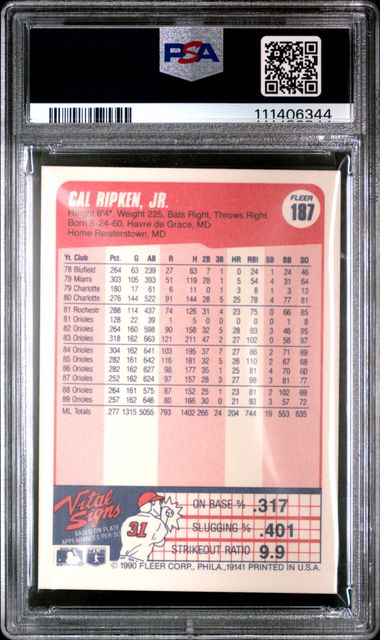 PSA
111406344
CAL RIPKEN, JR.
FLEER
187
Height 6'4", Weight 225, Bats Right, Throws Right
Born 8-24-60, Havre de Grace, MD
Home Reisterstown, MD
Yr. Club Pct. G AB R H 2B 3B HR RBI SB BB SO
78 Bluefield 264 63 239 27 63 7 1 0 24 1 24 46
79 Miami 303 105 393 51 119 28 1 5 54 4 31 64
79 Charlotte 180 17 61 6 11 0 1 3 8 1 3 13
80 Charlotte 276 144 522 91 144 28 5 25 78 4 77 81
81 Rochestr 288 114 437 74 126 31 4 23 75 0 66 85
81 Orioles 128 22 39 1 5 0 0 0 0 0 1 8
82 Orioles 264 160 598 90 158 32 5 28 93 3 46 95
83 Orioles 318 162 663 121 211 47 2 27 102 0 58 97
84 Orioles 304 162 641 103 195 37 7 27 86 2 71 89
85 Orioles 282 161 642 116 181 32 5 26 110 2 67 68
86 Orioles 282 162 627 98 177 35 1 25 81 4 70 60
87 Orioles 252 162 624 97 157 28 3 27 98 3 81 77
88 Orioles 264 161 575 87 152 25 1 23 81 2 102 69
89 Orioles 257 162 646 80 166 30 0 21 93 3 57 72
ML Totals 277 1315 5055 793 1402 266 24 204 744 19 553 635
Vital Signs
BASED ON PLATE
APPEARANCES PER SO
31
ON BASE % .317
SLUGGING % .401
STRIKEOUT RATIO 9.9
© 1990 FLEER CORP., PHILA., 19141 PRINTED IN U.S.A.